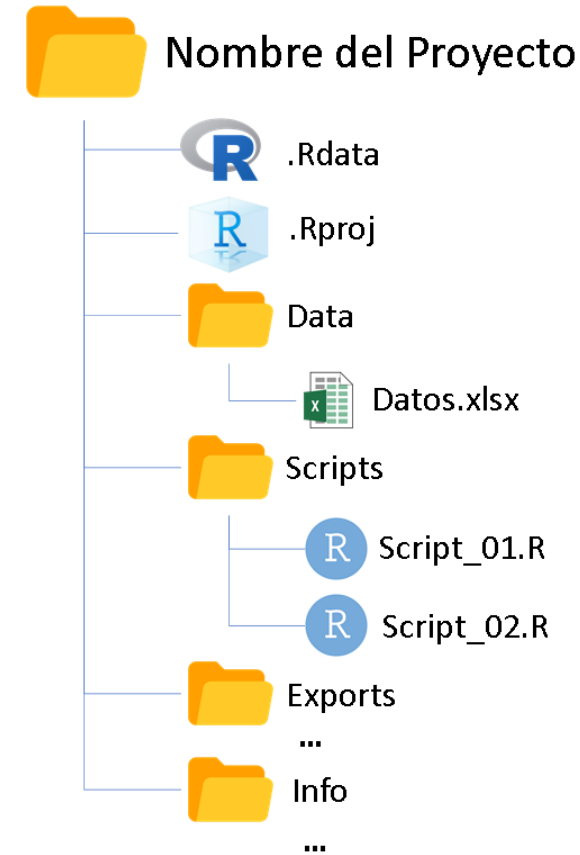 Nombre del Proyecto
R .Rdata
R .Rproj
Data
X Datos.xlsx
Scripts
R Script_01.R
R Script_02.R
Exports
...
Info
...